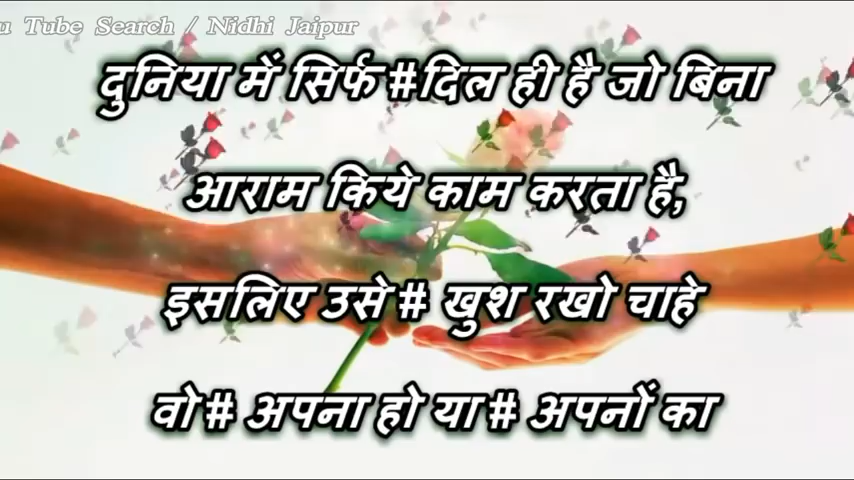 u Tube Search / Nidhi Jaipur
दुनिया में सिर्फ #दिल ही है जो बिना
आराम किये काम करता है,
इसलिए उसे # खुश रखो चाहे
वो # अपना हो या # अपनों का